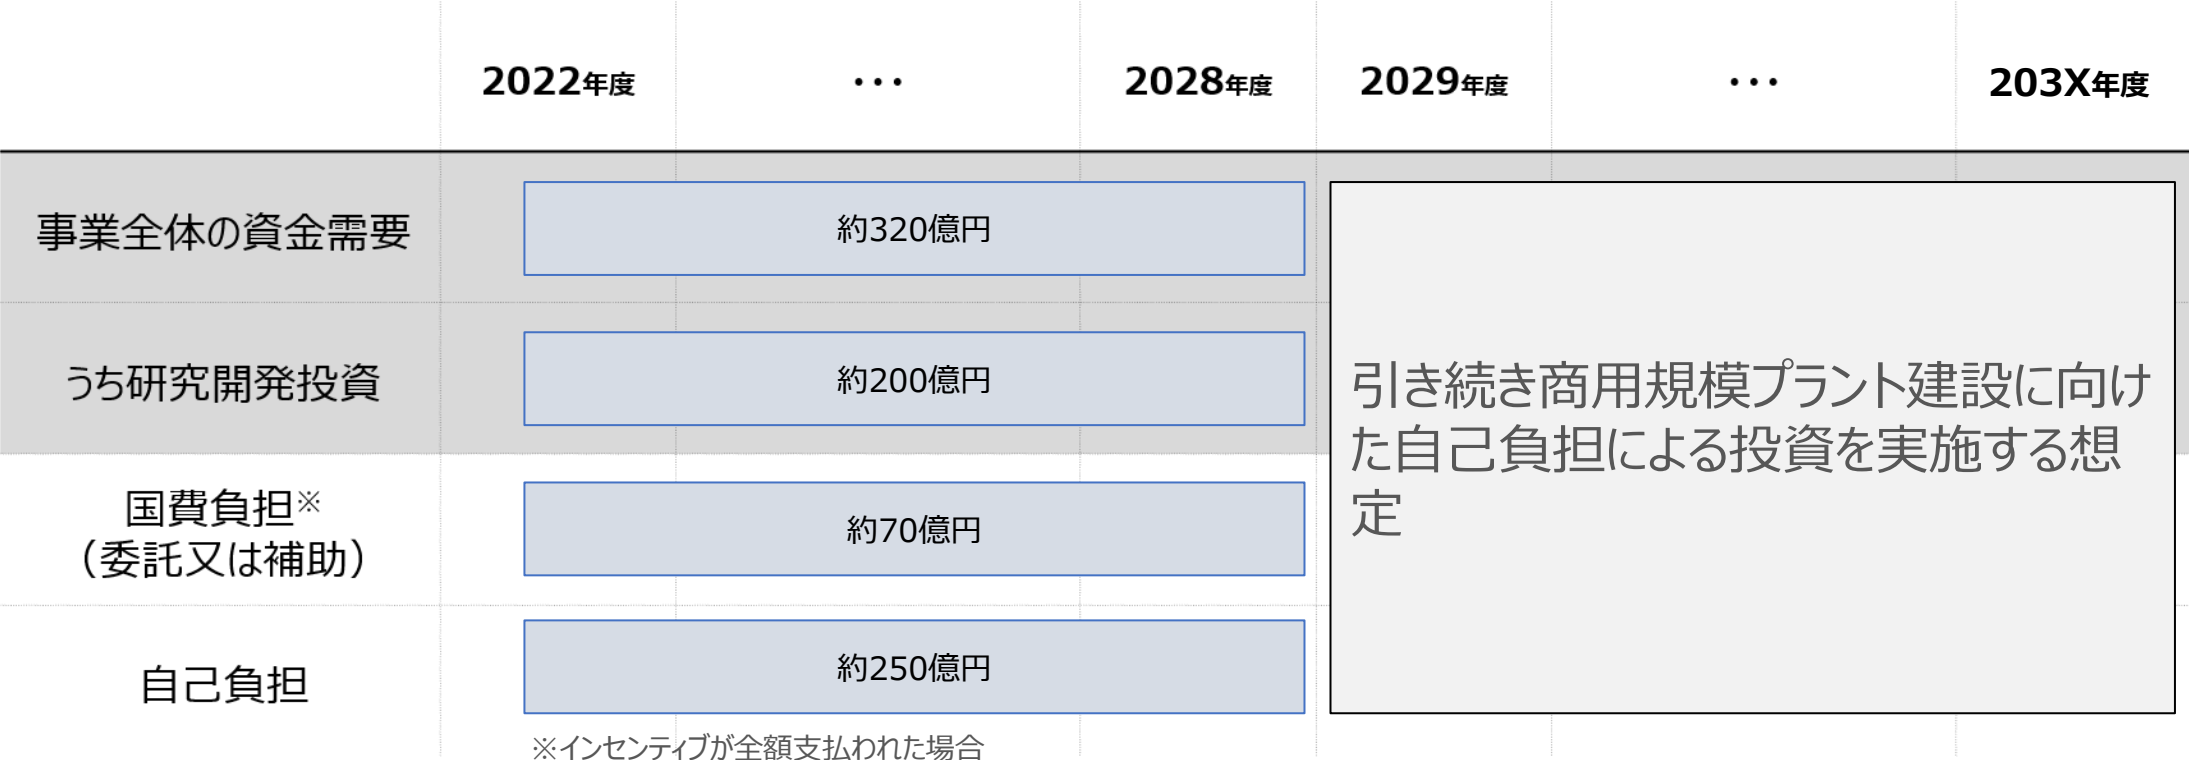 2022年度 ・・・ 2028年度 2029年度 ・・・ 203X年度
事業全体の資金需要 約320億円
うち研究開発投資 約200億円
国費負担※
（委託又は補助） 約70億円
自己負担 約250億円
引き続き商用規模プラント建設に向け
た自己負担による投資を実施する想
定
※インセンティブが全額支払われた場合